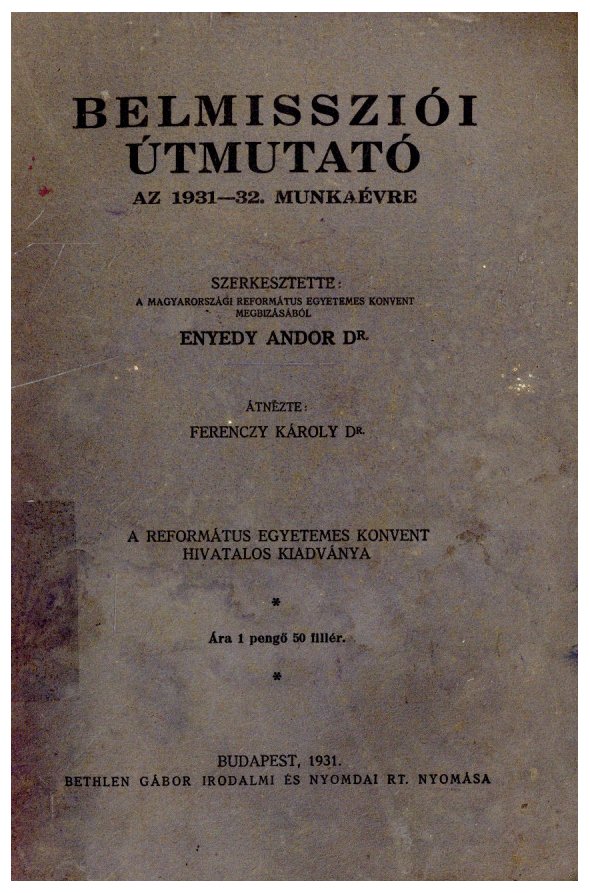 BELMISSZIÓI
ÚTMUTATÓ
AZ 1931—32. MUNKAÉVRE
SZERKESZTETTE:
A MAGYARORSZÁGI REFORMÁTUS EGYETEMES KONVENT
MEGBIZÁSÁBÓL
ENYEDY ANDOR DR.
ÁTNÉZTE:
FERENCZY KÁROLY DR.
A REFORMÁTUS EGYETEMES KONVENT
HIVATALOS KIADVÁNYA
*
Ára 1 pengő 50 fillér.
*
BUDAPEST, 1931.
BETHLEN GÁBOR IRODALMI ÉS NYOMDAI RT. NYOMÁSA